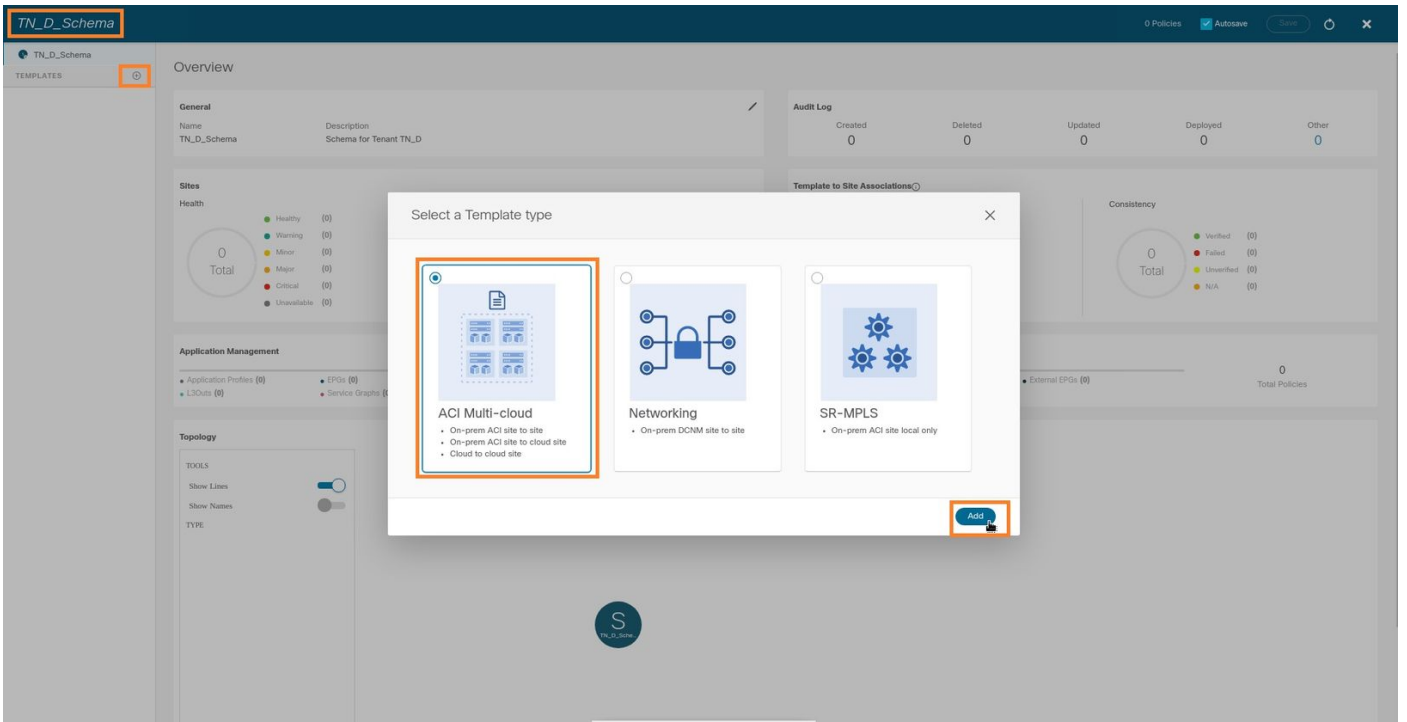 TN_D_Schema
0 Policies Autosave Save
TN_D_Schema
TEMPLATES
Overview
General
Name Description
TN_D_Schema Schema for Tenant TN_D
Audit Log
Created Deleted Updated Deployed Other
0 0 0 0 0
Sites
Health
0
Total
Healthy (0)
Warning (0)
Minor (0)
Major (0)
Critical (0)
Unavailable (0)
Template to Site Associations
Consistency
0
Total
Verified (0)
Failed (0)
Unverified (0)
N/A (0)
Select a Template type
ACI Multi-cloud
• On-prem ACI site to site
• On-prem ACI site to cloud site
• Cloud to cloud site
Networking
• On-prem DCNM site to site
SR-MPLS
• On-prem ACI site local only
Add
Application Management
Application Profiles (0) EPGs (0)
L3Outs (0) Service Graphs
External EPGs (0)
0
Total Policies
Topology
TOOLS
Show Lines
Show Names
TYPE
S
TN_D_Sche...